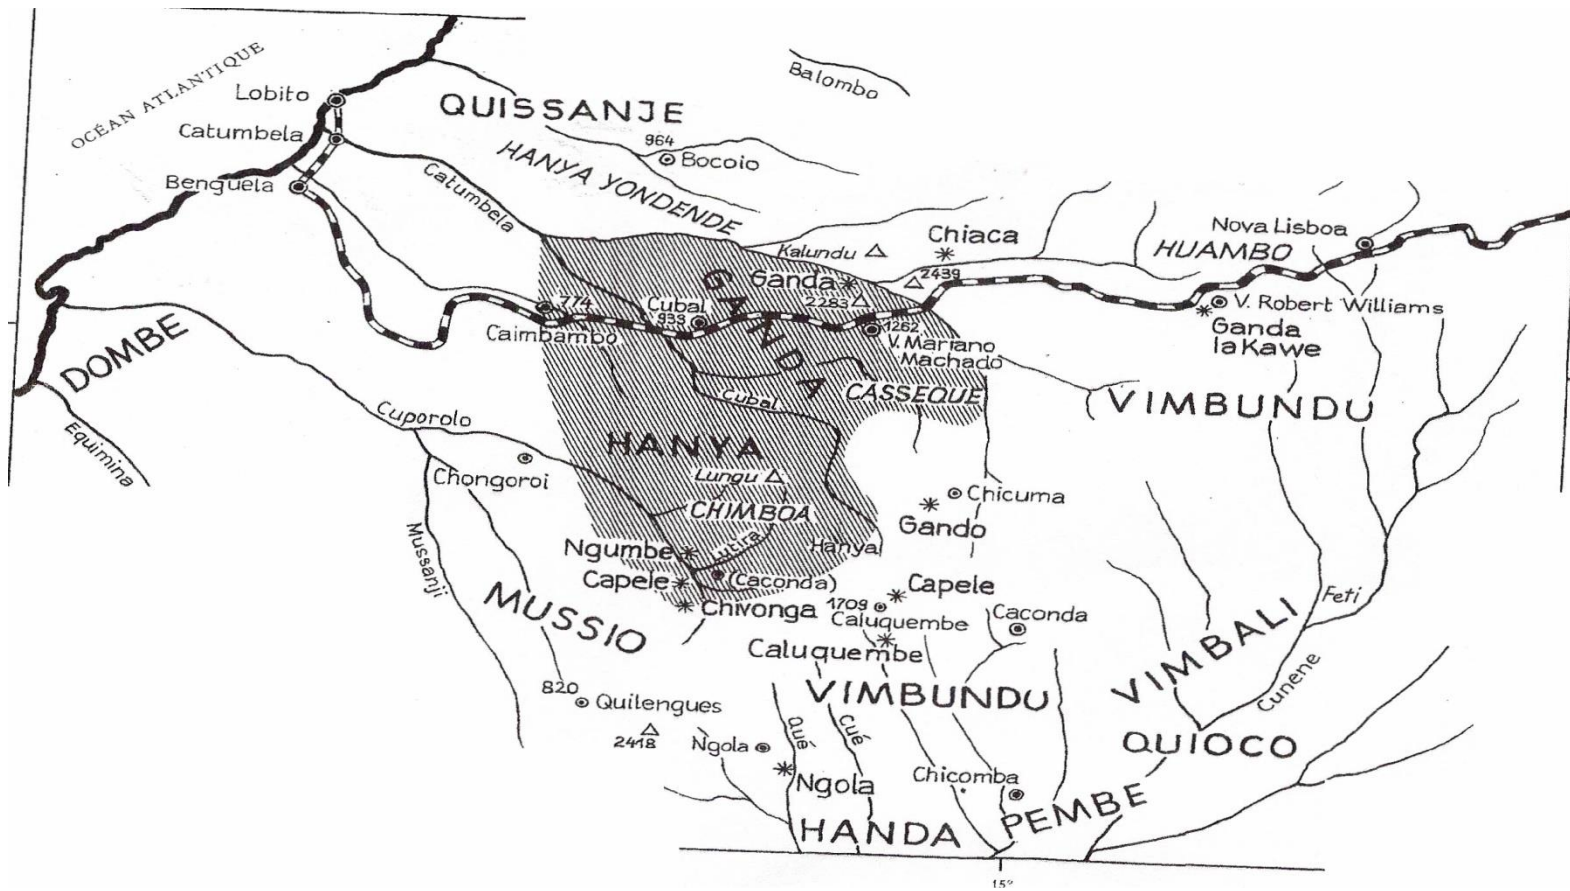 OCÉAN ATLANTIQUE
Lobito
Catumbela
Benguela
QUISSANJE
Balombo
964
Bocoio
HANYA YONDENDE
Catumbela
Kalundu
Chiaca
Nova Lisboa
HUAMBO
GANDA
Ganda
2439
2283
774
Caimbambo
Cubal
939
1262
V. Mariano
Machado
V. Robert Williams
Ganda
laKawe
DOMBE
Equimina
Cuporolo
Chongoroi
Cubal
CASSEQUE
VIMBUNDU
HANYA
Lungu
CHIMBOA
Chicuma
Gando
Mussanji
Ngumbe
Lutira
Hanya
Capele
(Caconda)
Chivonga
1709
Capele
Caluquembe
Caconda
Caluquembe
MUSSIO
VIMBUNDU
VIMBALI
Feti
Cunene
820
Quilengues
2418
Ngola
Ngola
Qué
Cué
Chicomba
QUIOCO
HANDA
PEMBE
15°